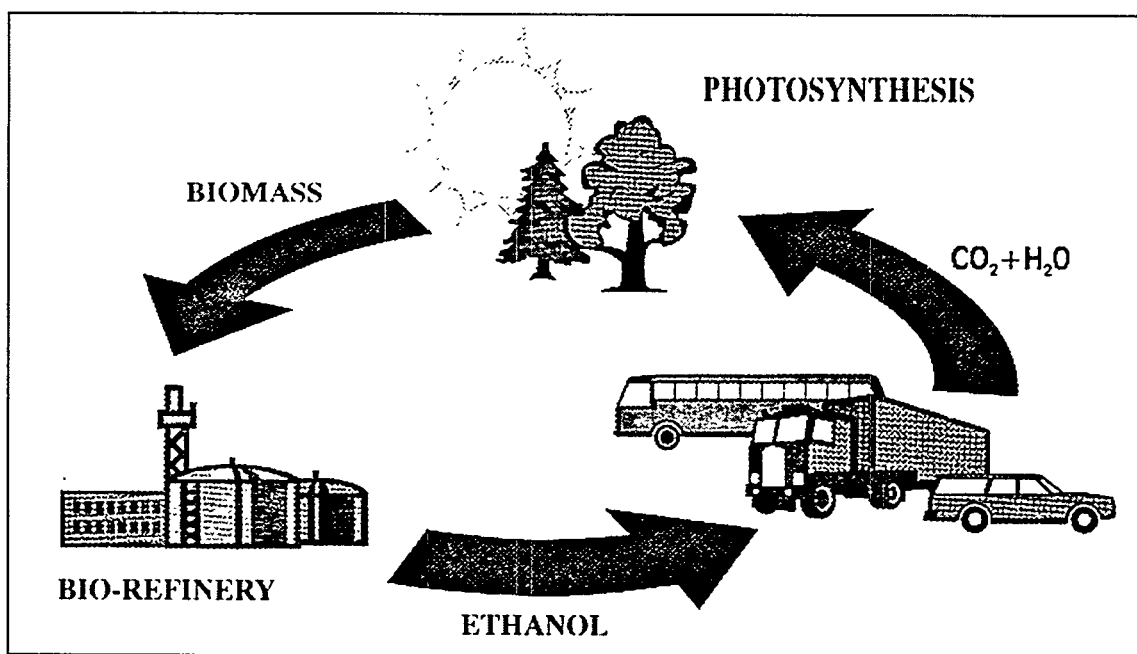 PHOTOSYNTHESIS
BIOMASS
CO₂+H₂O
BIO-REFINERY
ETHANOL